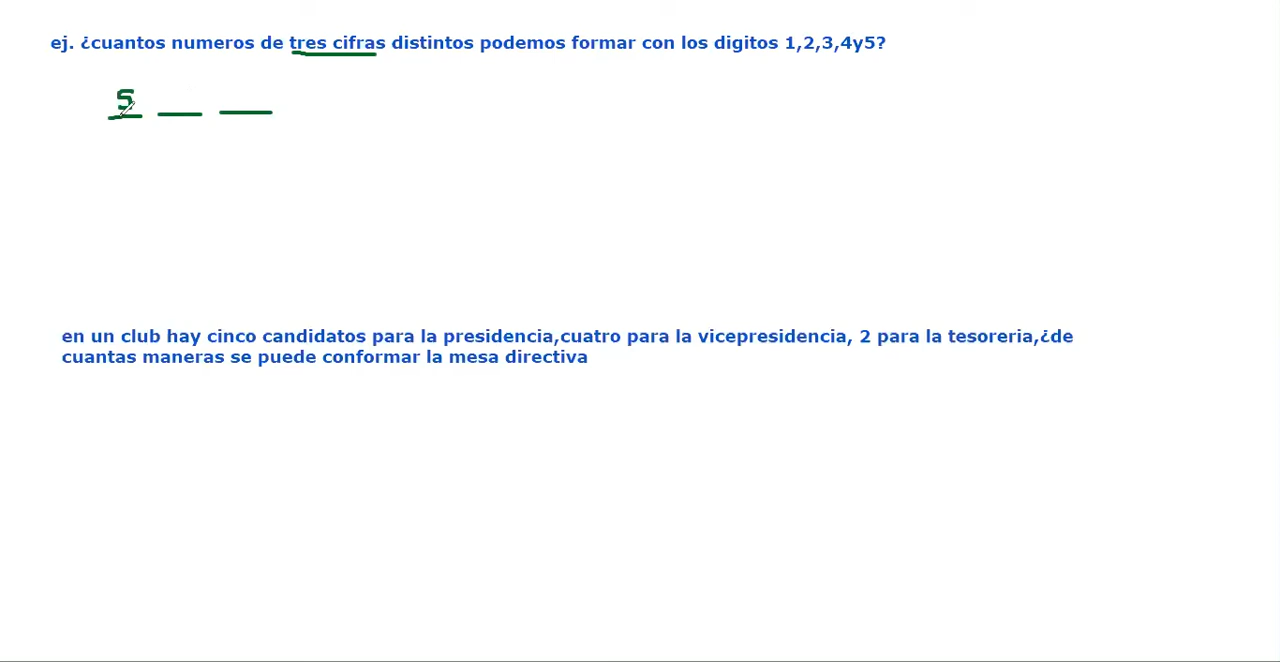 ej. ¿cuantos numeros de tres cifras distintos podemos formar con los digitos 1,2,3,4y5?
5
en un club hay cinco candidatos para la presidencia,cuatro para la vicepresidencia, 2 para la tesoreria,¿de
cuantas maneras se puede conformar la mesa directiva